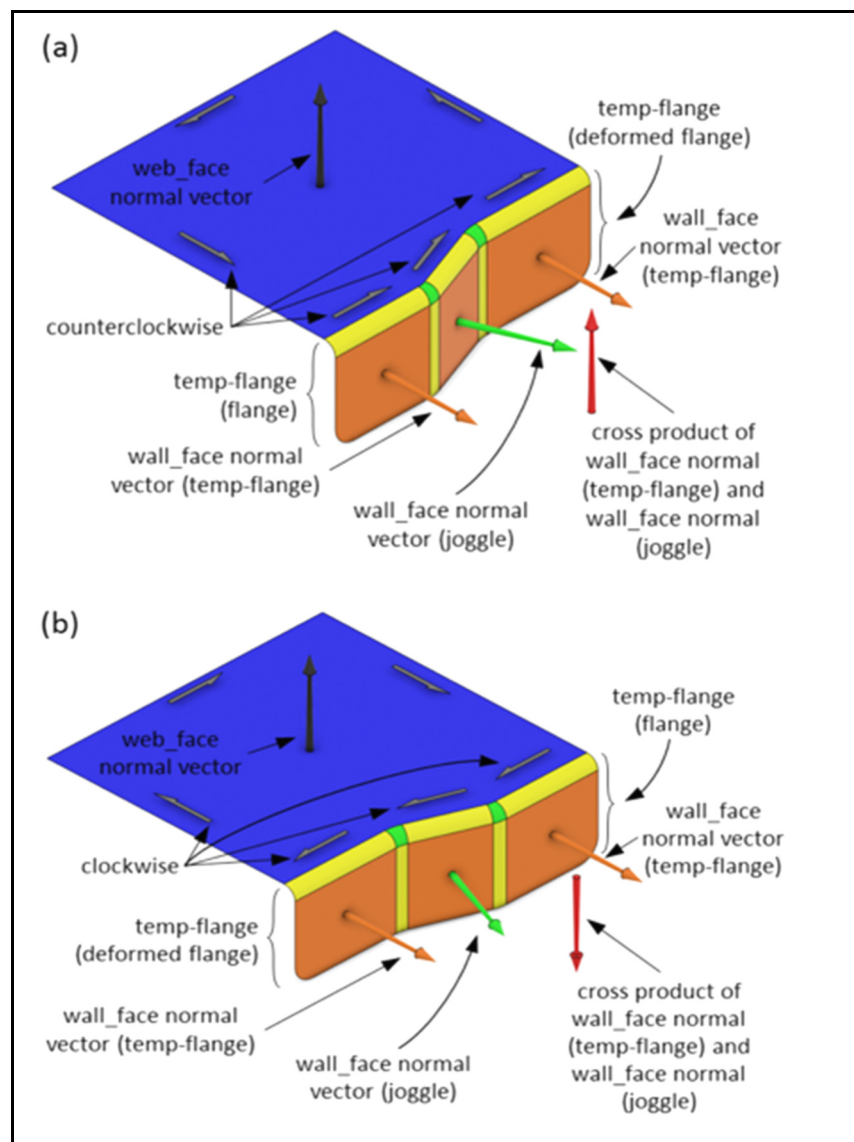 (a)
temp-flange
(deformed flange)
web_face
normal vector
wall_face
normal vector
(temp-flange)
counterclockwise
temp-flange
(flange)
wall_face normal
vector (temp-flange)
cross product of
wall_face normal
(temp-flange) and
wall_face normal
(joggle)
wall_face normal
vector (joggle)
(b)
temp-flange
(flange)
web_face
normal vector
wall_face
normal vector
(temp-flange)
clockwise
temp-flange
(deformed flange)
cross product of
wall_face normal
(temp-flange) and
wall_face normal
(joggle)
wall_face normal
vector (temp-flange)
wall_face normal
vector (joggle)